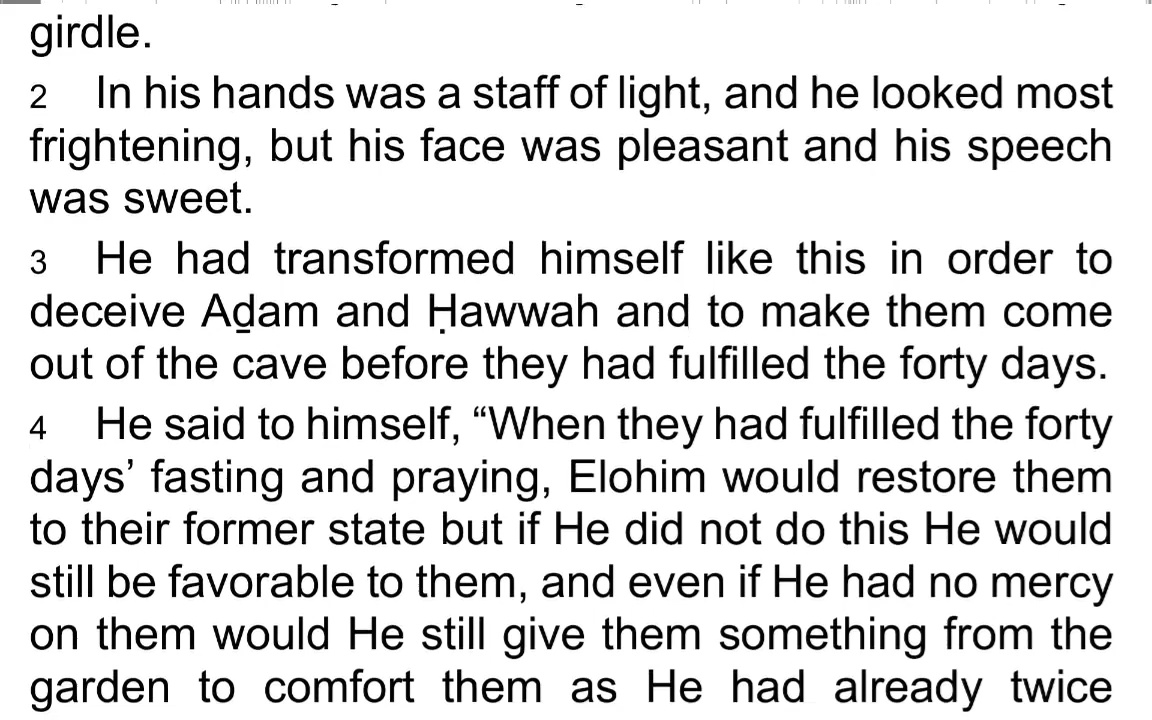 girdle.
2 In his hands was a staff of light, and he looked most
frightening, but his face was pleasant and his speech
was sweet.
3 He had transformed himself like this in order to
deceive Aḏam and Ḥawwah and to make them come
out of the cave before they had fulfilled the forty days.
4 He said to himself, “When they had fulfilled the forty
days’ fasting and praying, Elohim would restore them
to their former state but if He did not do this He would
still be favorable to them, and even if He had no mercy
on them would He still give them something from the
garden to comfort them as He had already twice